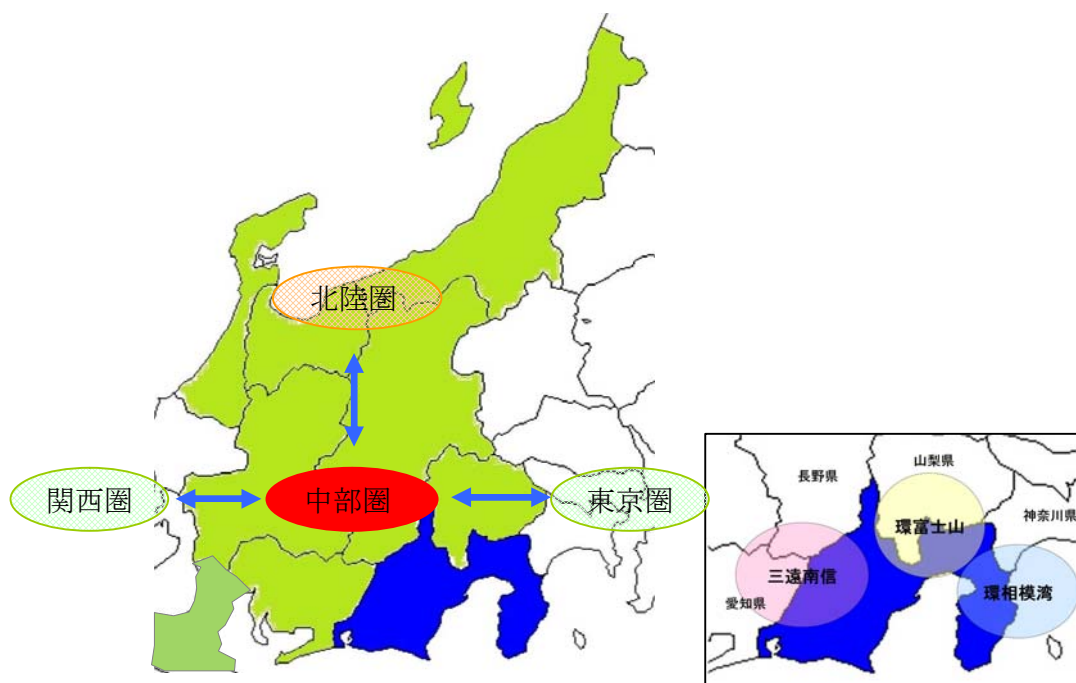 北陸圏
関西圏
中部圏
東京圏
山梨県
長野県
神奈川県
環富士山
三遠南信
環相模湾
愛知県